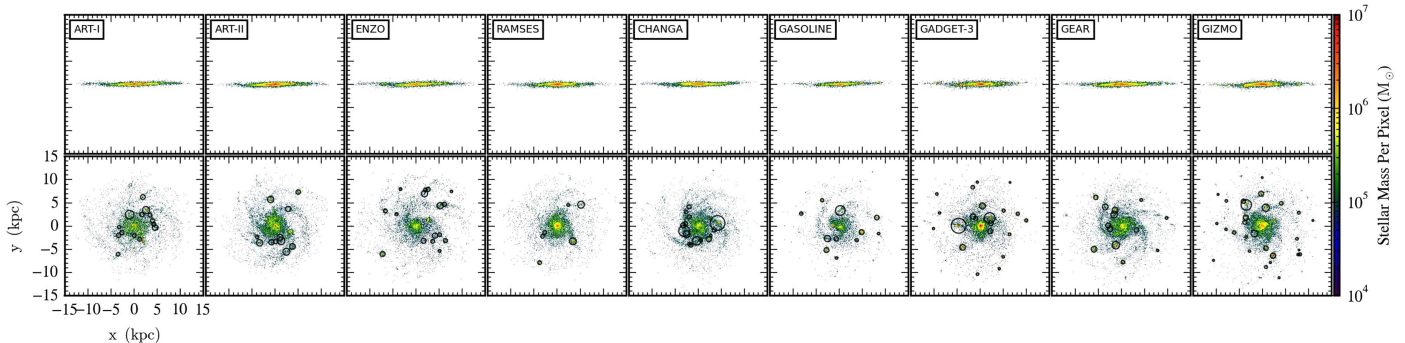 ART-I ART-II ENZO RAMSES CHANGA GASOLINE GADGET-3 GEAR GIZMO
10^7
10^6
10^5
10^4
Stellar Mass Per Pixel (M⊙)
15
10
5
0
−5
−10
−15
y (kpc)
−15−10−5 0 5 10 15
x (kpc)